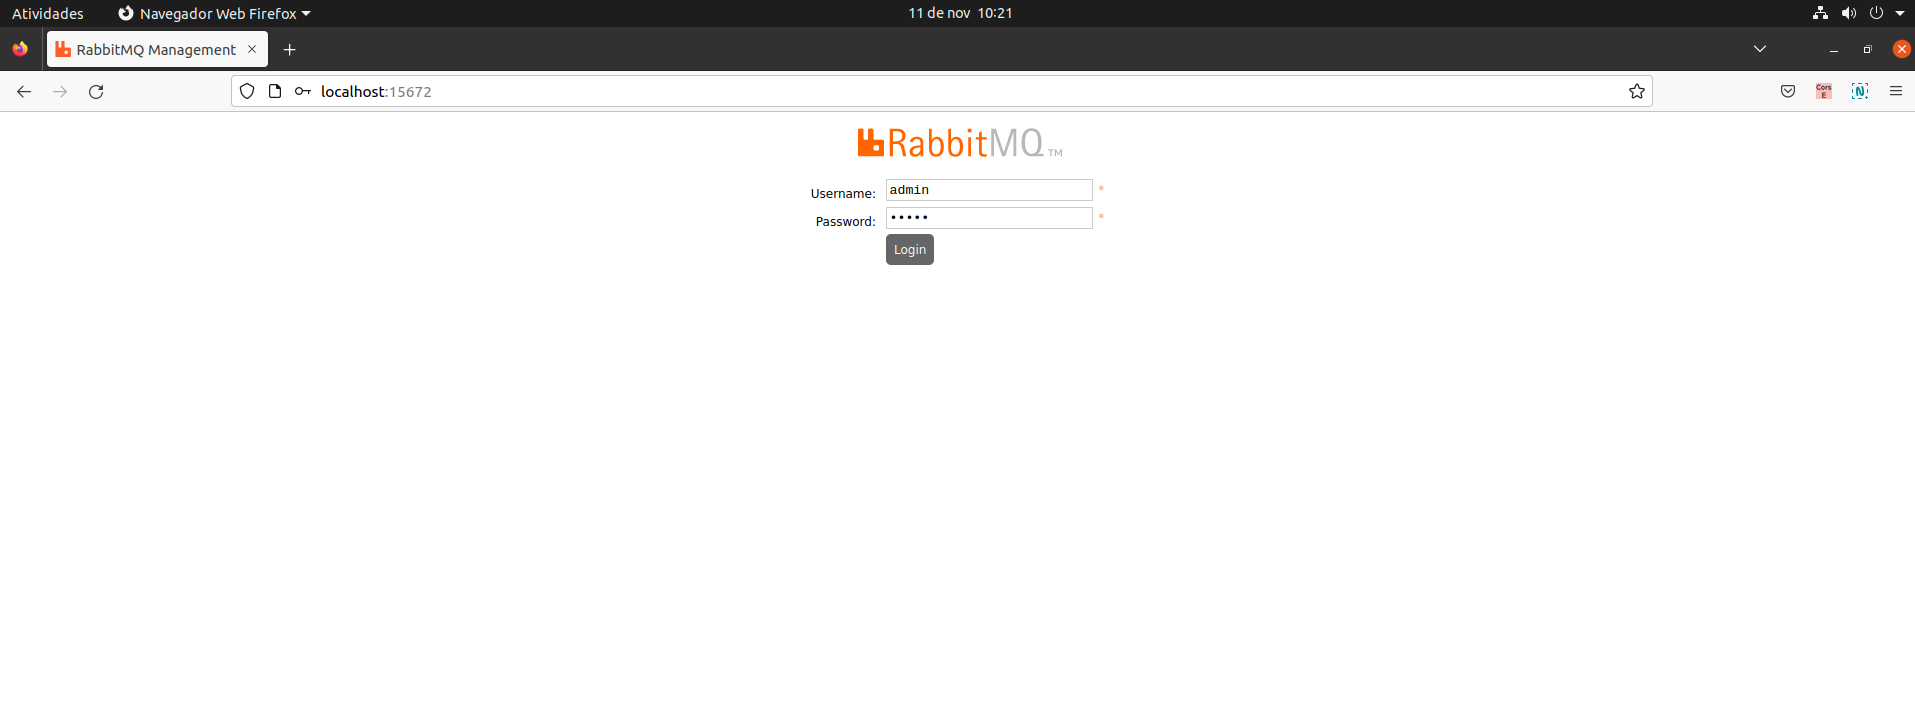 Atividades Navegador Web Firefox 11 de nov 10:21
RabbitMQ Management
localhost:15672
Cors
E
N
RabbitMQ TM
Username: admin *
Password: ••••• *
Login